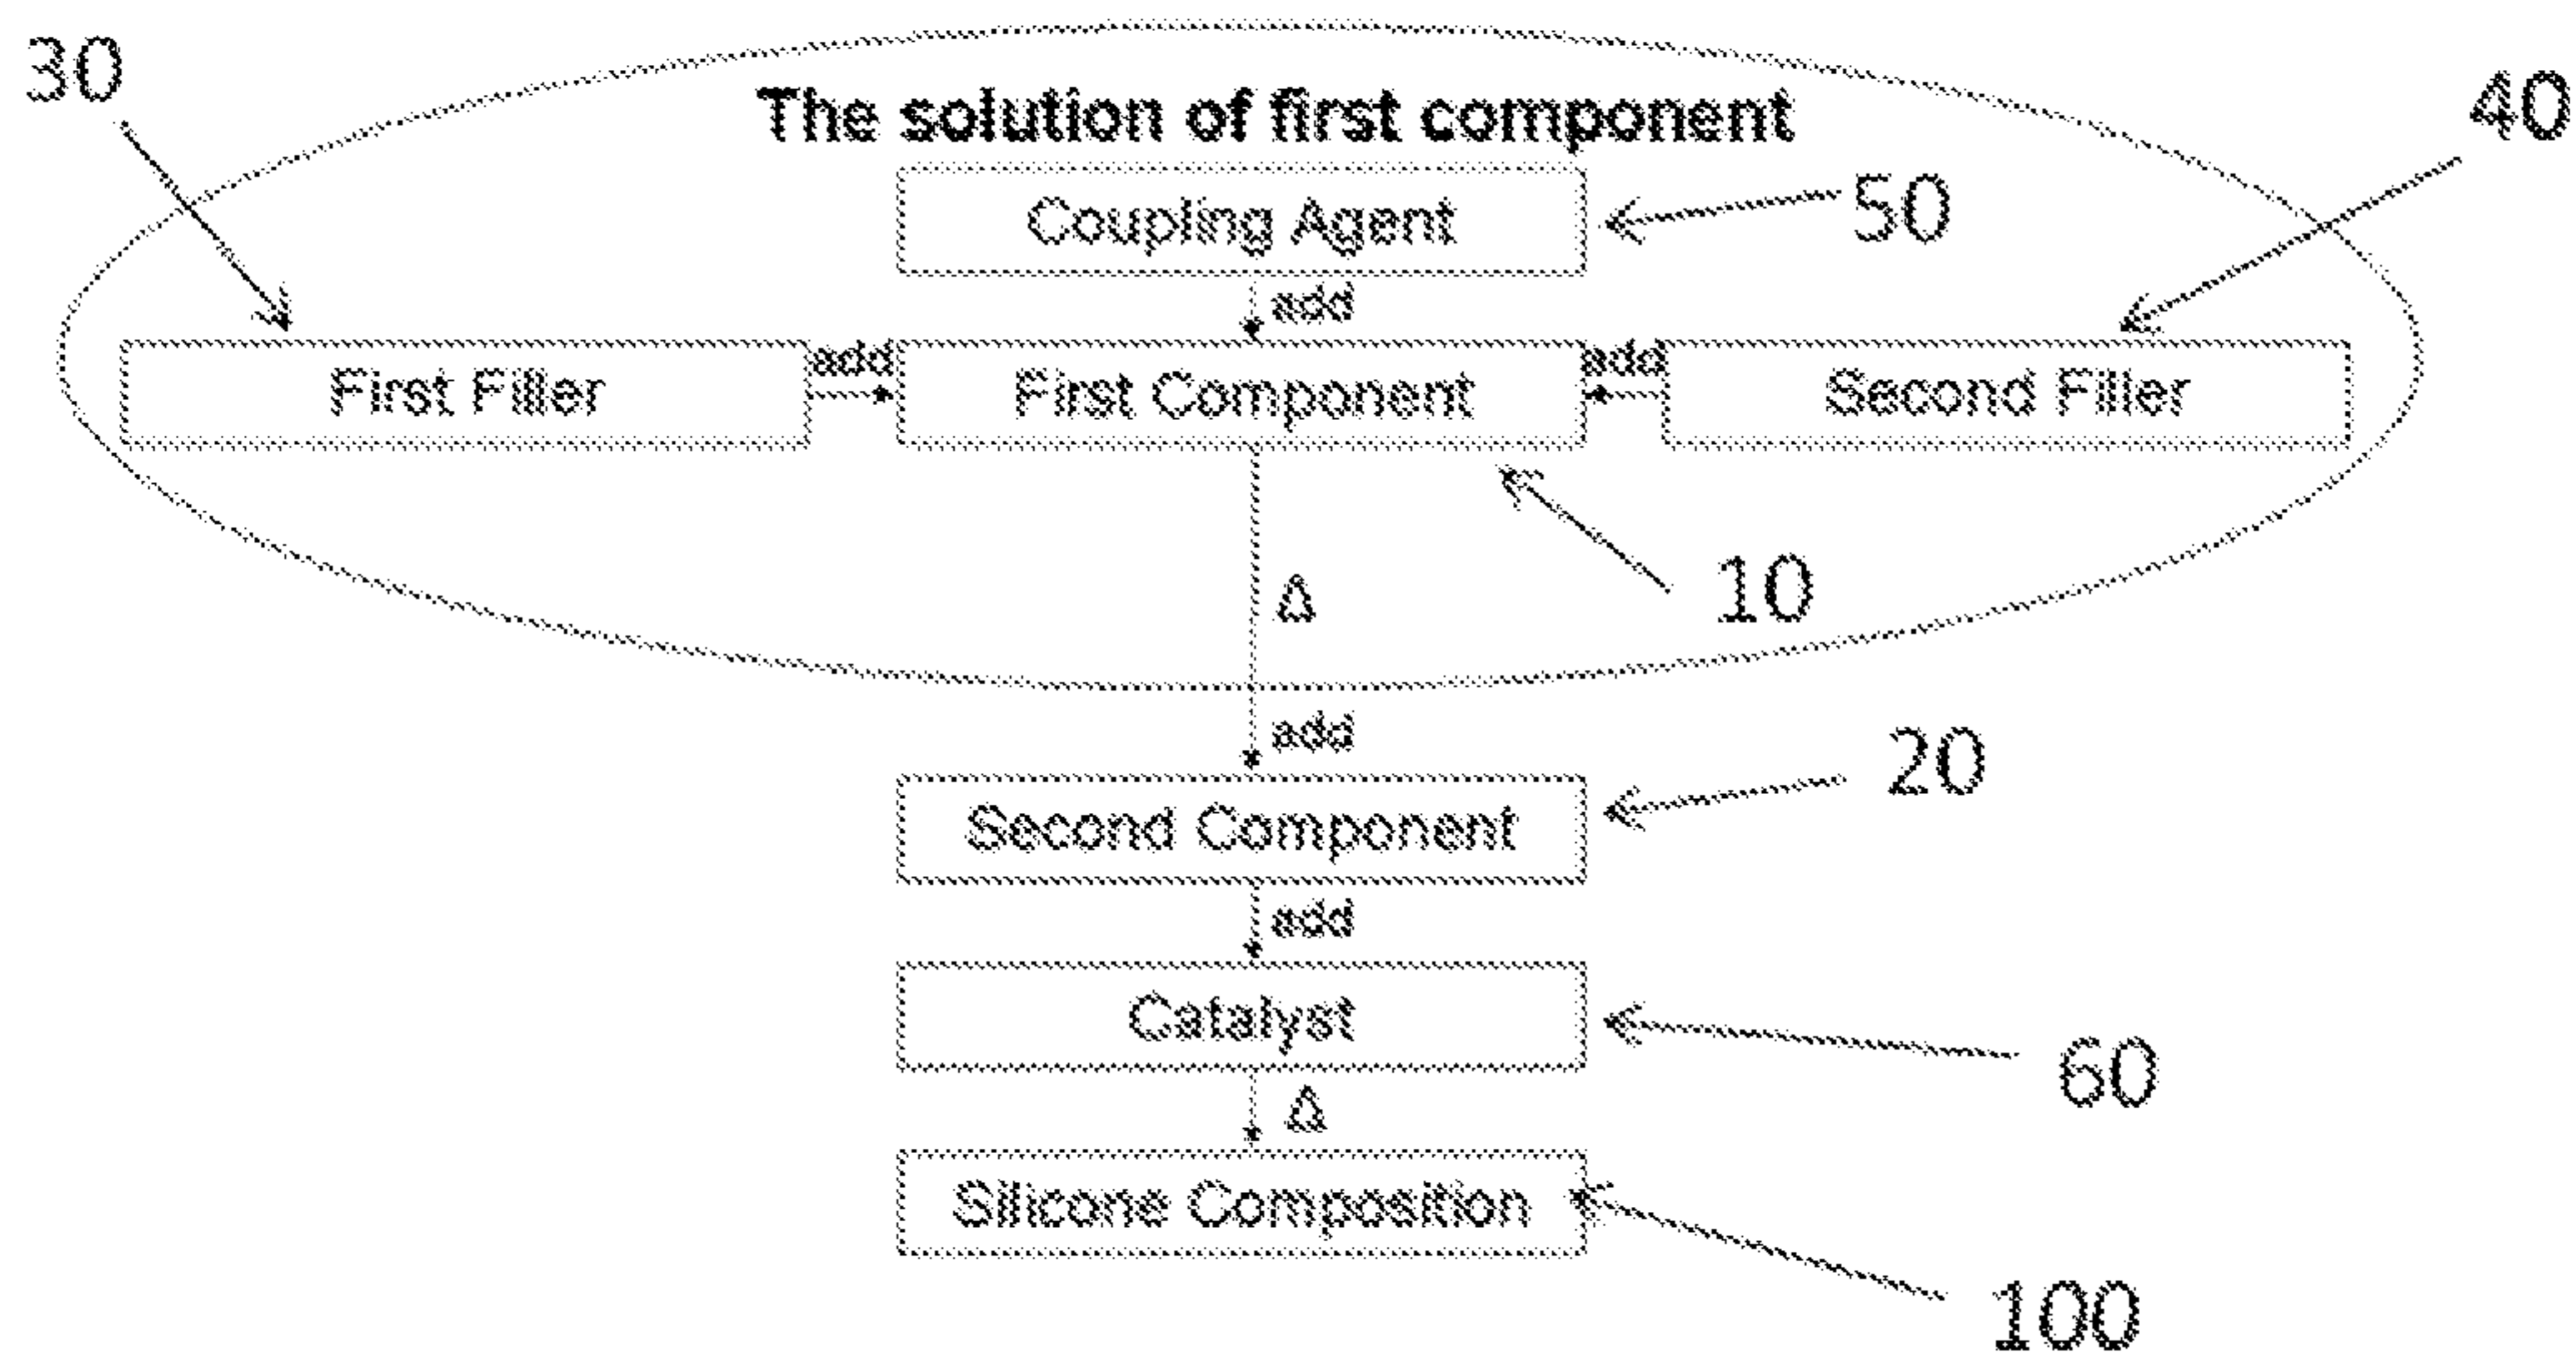 30
The solution of first component
40
Coupling Agent
50
add
First Filler
add
First Component
add
Second Filler
10
Δ
add
Second Component
20
add
Catalyst
60
Δ
Silicone Composition
100